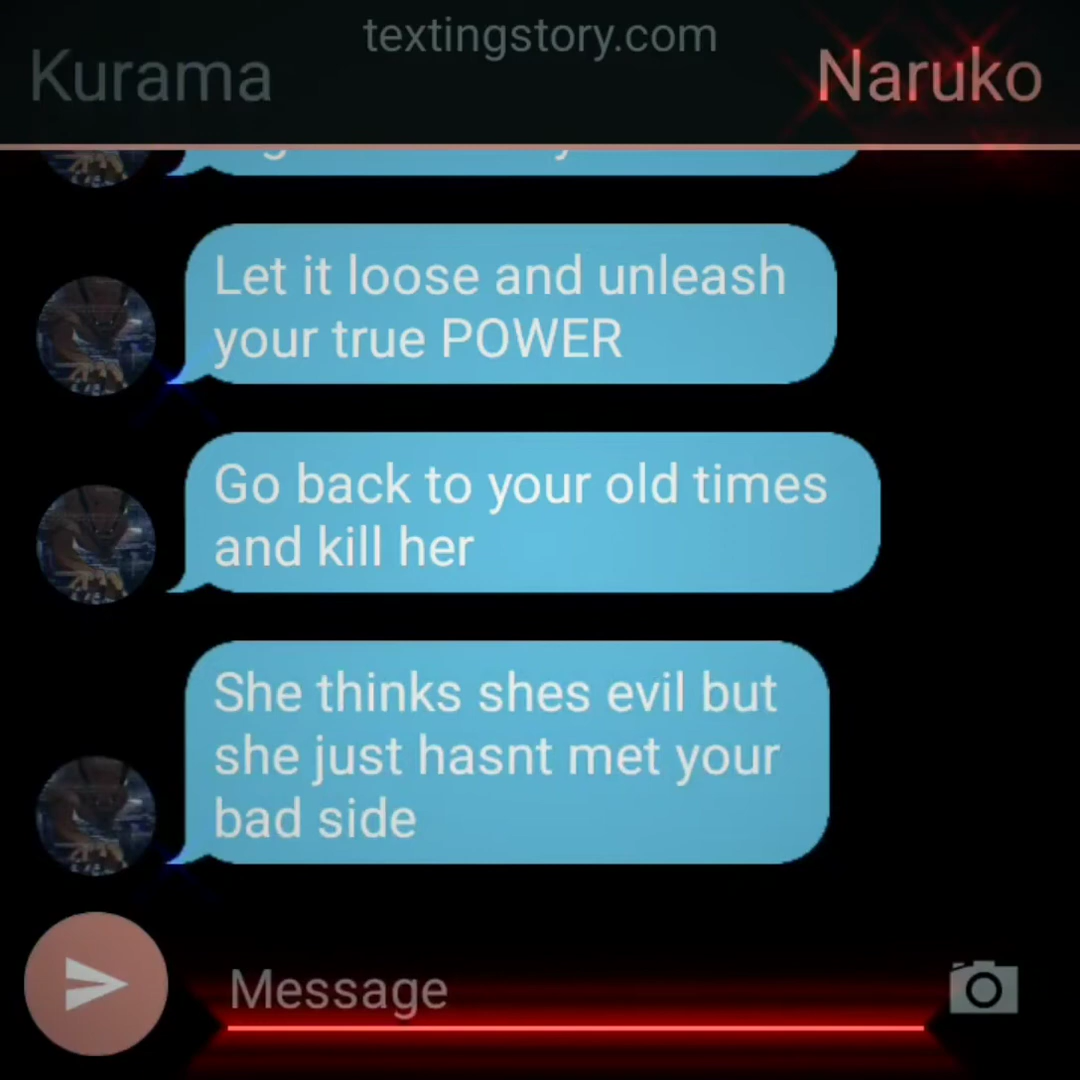 textingstory.com
Kurama
Naruko
Let it loose and unleash
your true POWER
Go back to your old times
and kill her
She thinks shes evil but
she just hasnt met your
bad side
Message